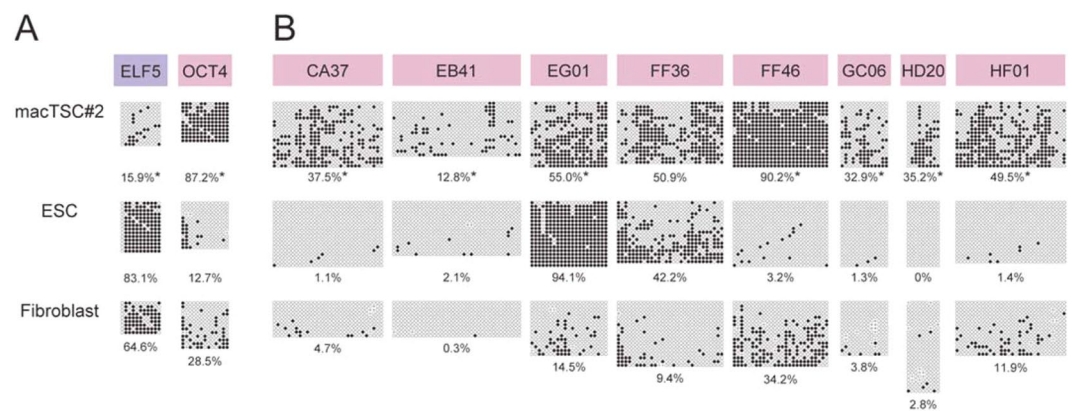 A
B
ELF5 OCT4 CA37 EB41 EG01 FF36 FF46 GC06 HD20 HF01
macTSC#2
15.9%* 87.2%* 37.5%* 12.8%* 55.0%* 50.9% 90.2%* 32.9%* 35.2%* 49.5%*
ESC
83.1% 12.7% 1.1% 2.1% 94.1% 42.2% 3.2% 1.3% 0% 1.4%
Fibroblast
64.6% 28.5% 4.7% 0.3% 14.5% 9.4% 34.2% 3.8% 2.8% 11.9%